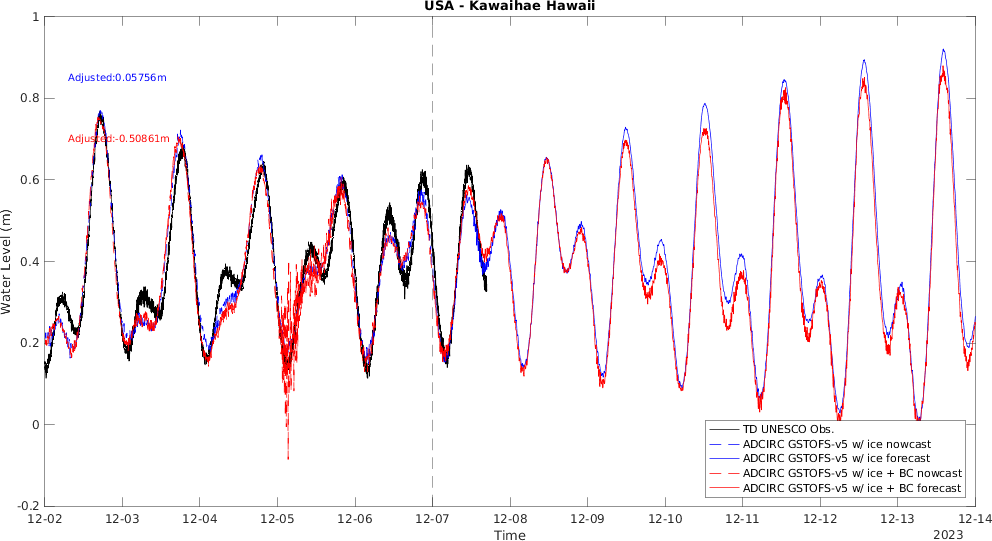 USA - Kawaihae Hawaii
Adjusted:0.05756m
Adjusted:-0.50861m
Water Level (m)
1
0.8
0.6
0.4
0.2
0
-0.2
TD UNESCO Obs.
ADCIRC GSTOFS-v5 w/ ice nowcast
ADCIRC GSTOFS-v5 w/ ice forecast
ADCIRC GSTOFS-v5 w/ ice + BC nowcast
ADCIRC GSTOFS-v5 w/ ice + BC forecast
12-02 12-03 12-04 12-05 12-06 12-07 12-08 12-09 12-10 12-11 12-12 12-13 12-14
Time
2023